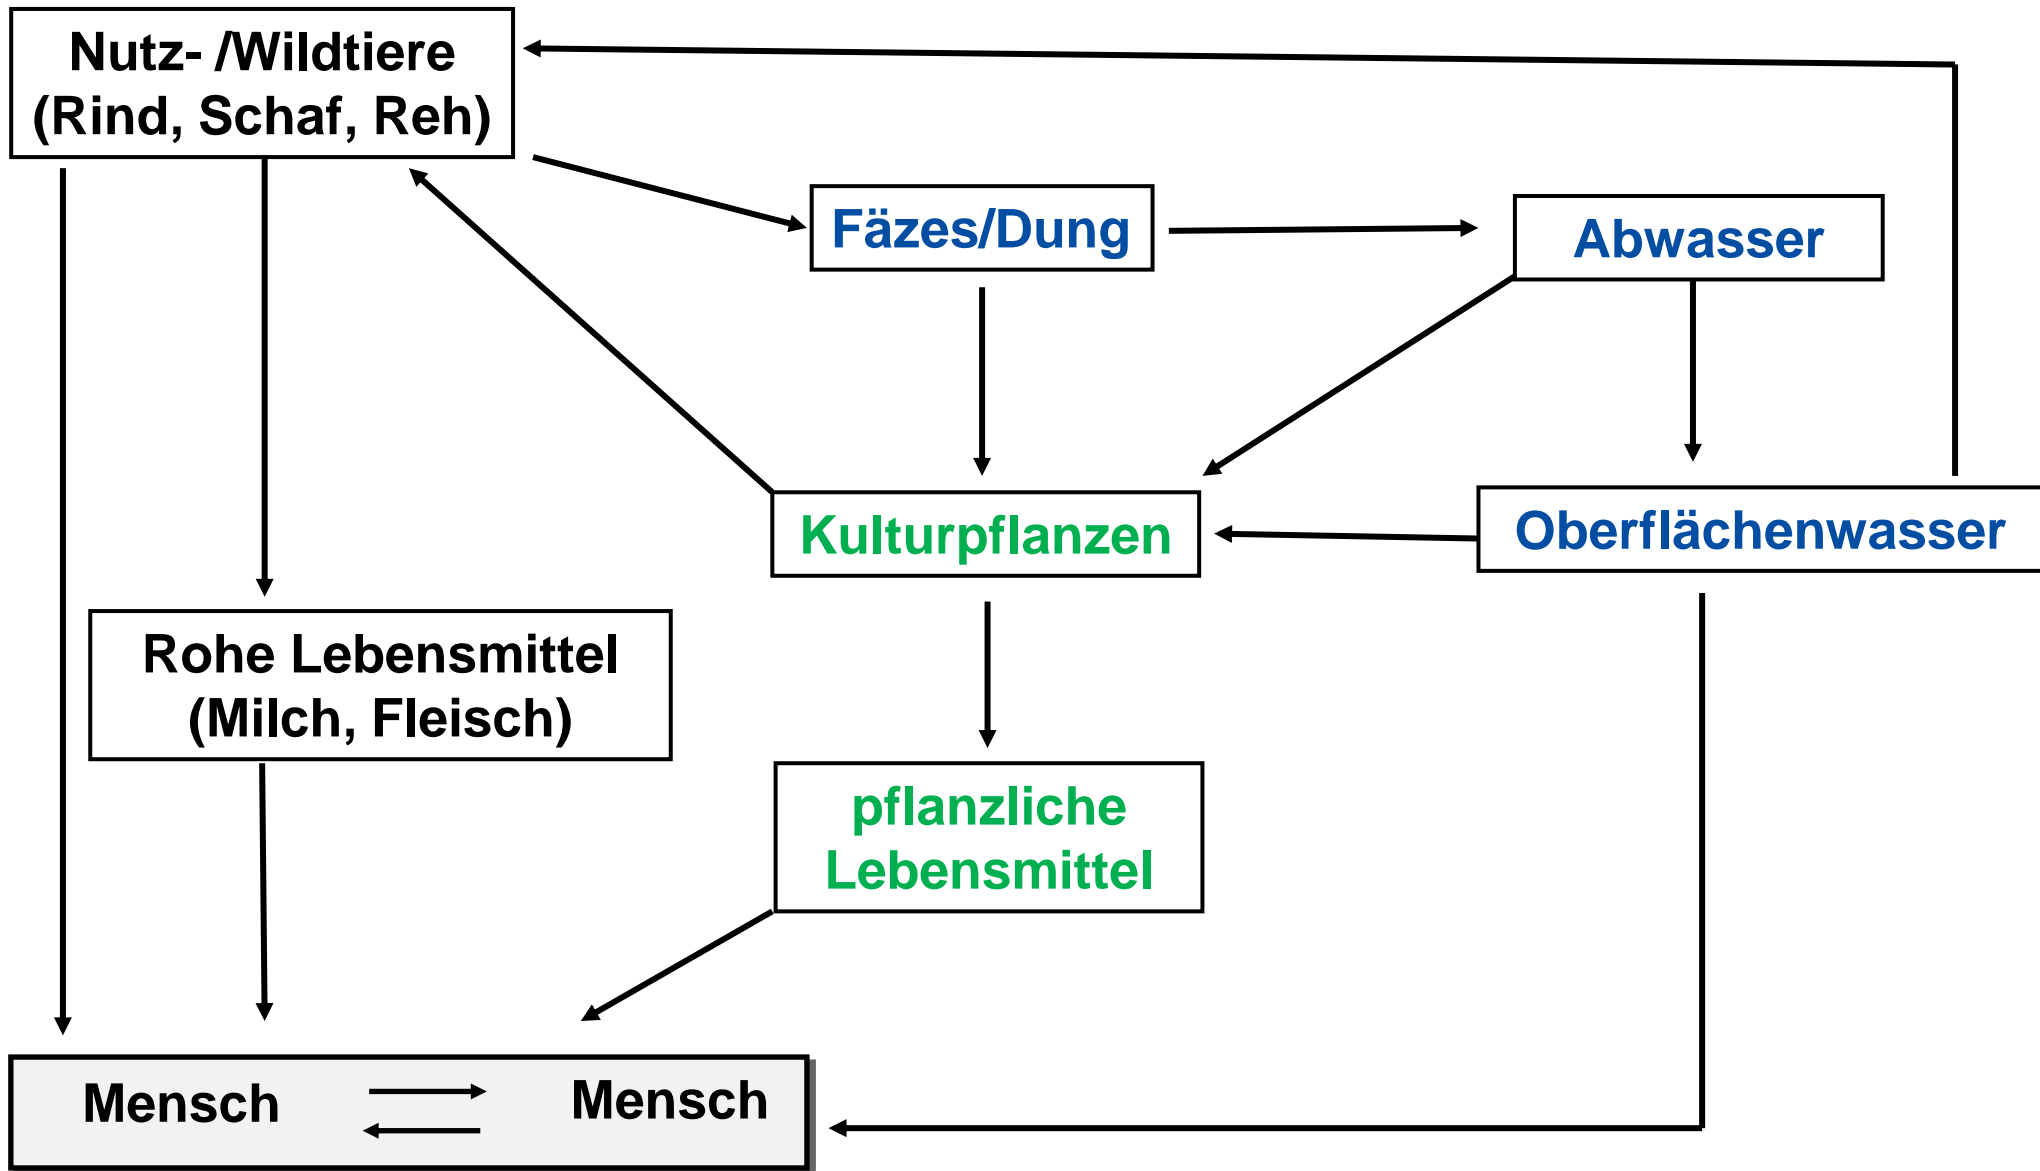 Nutz- /Wildtiere
(Rind, Schaf, Reh)
Fäzes/Dung
Abwasser
Kulturpflanzen
Oberflächenwasser
Rohe Lebensmittel
(Milch, Fleisch)
pflanzliche
Lebensmittel
Mensch
Mensch